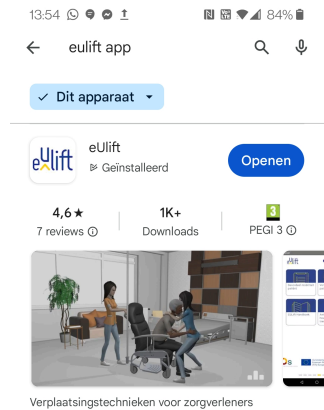 13:54
84%
eulift app
Dit apparaat
eUlift
eUlift
Geïnstalleerd
Openen
4,6★
7 reviews
1K+
Downloads
3
PEGI 3
Verplaatsingstechnieken voor zorgverleners